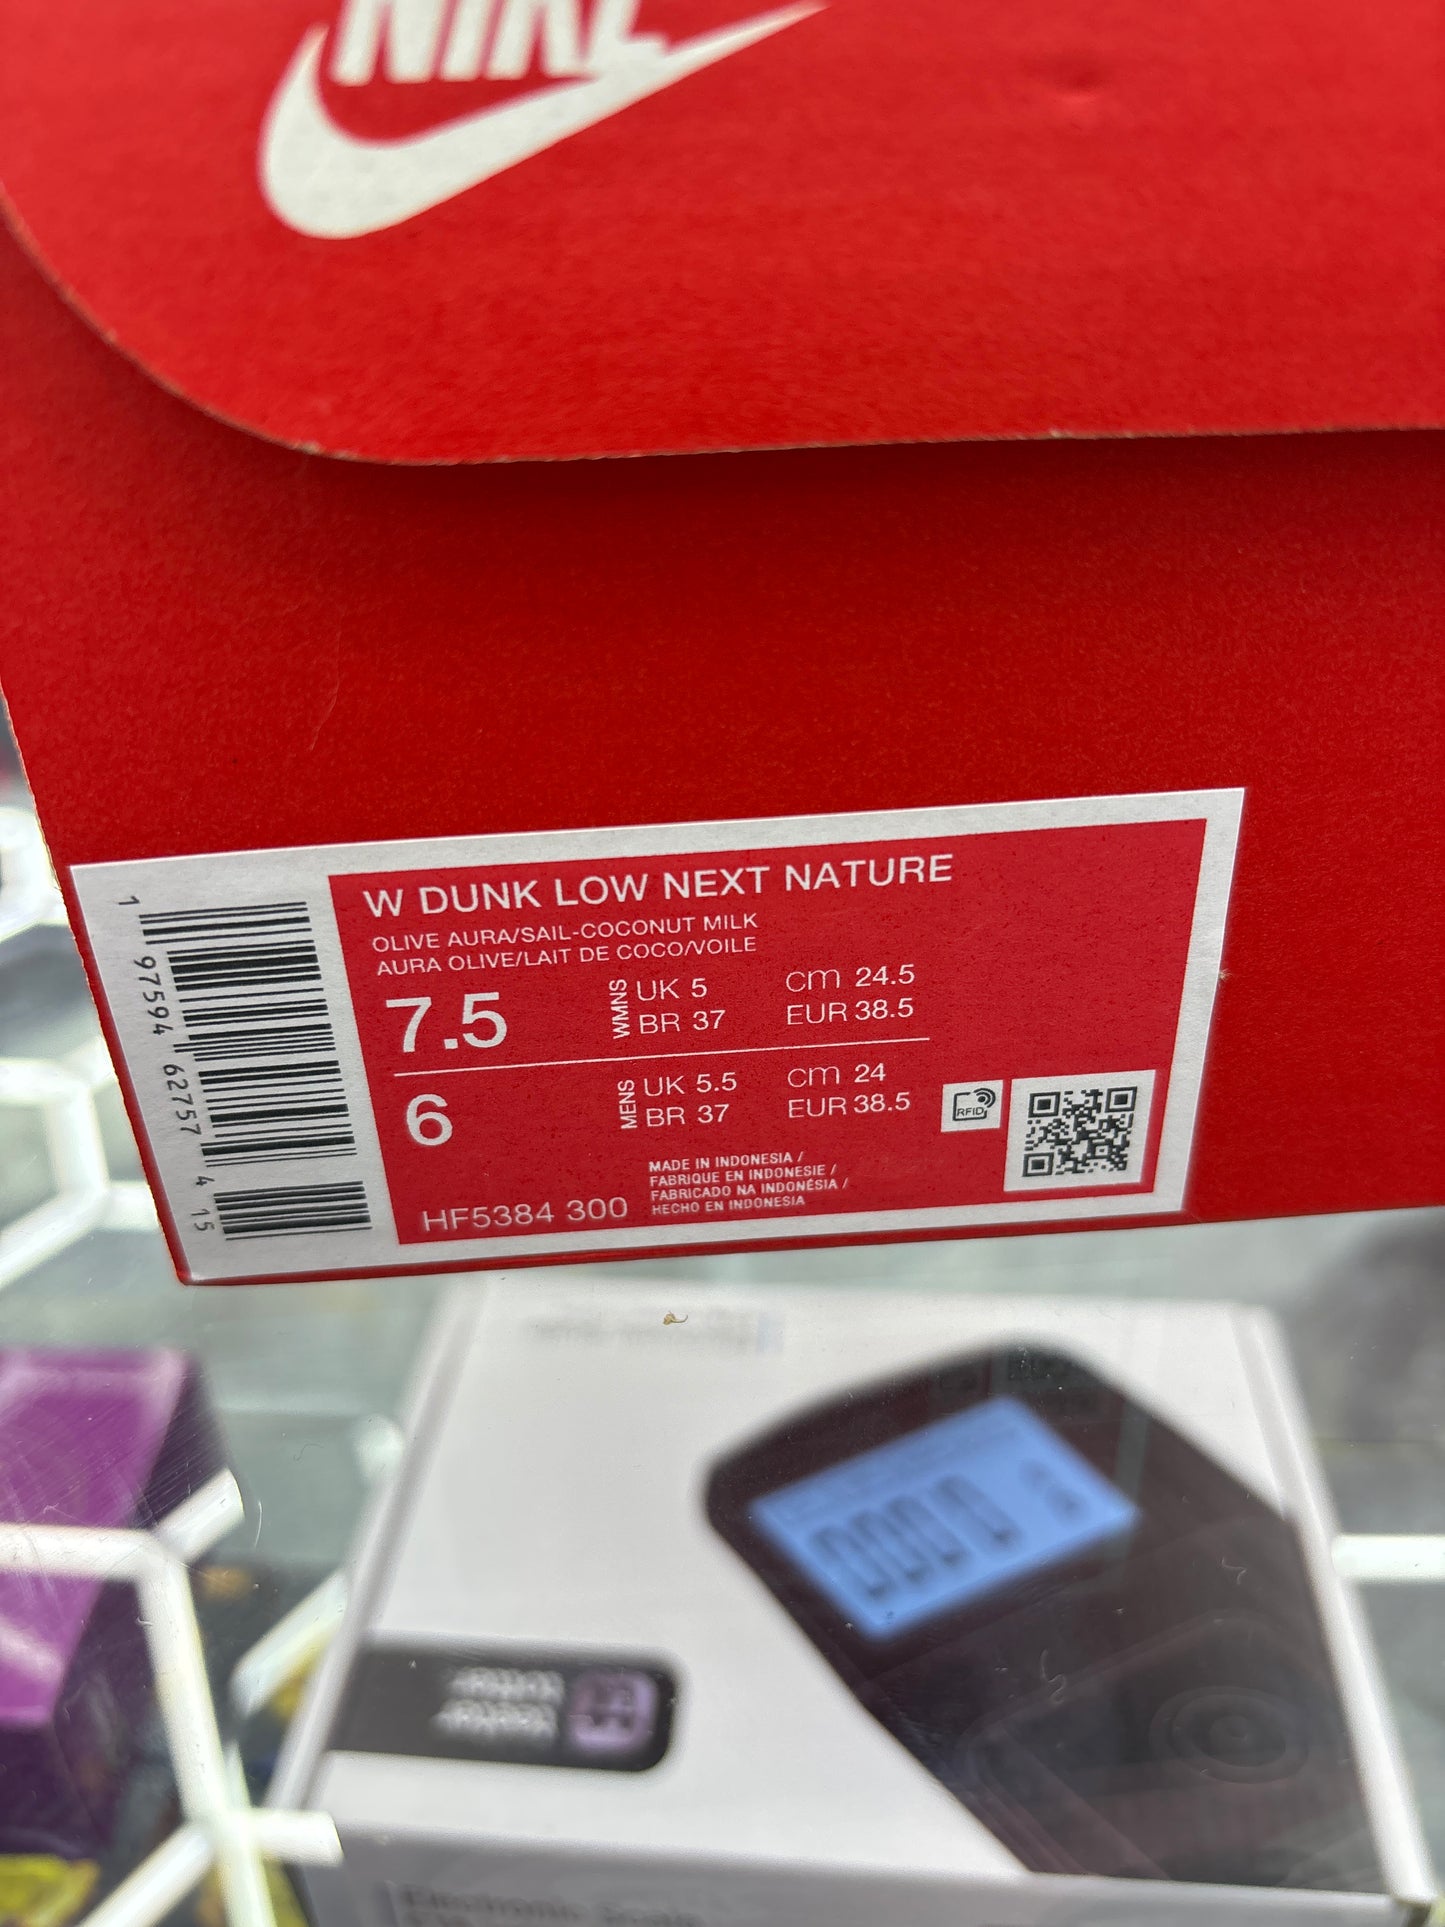 NIKE
W DUNK LOW NEXT NATURE
OLIVE AURA/SAIL-COCONUT MILK
AURA OLIVE/LAIT DE COCO/VOILE
7.5 WMNS UK 5 cm 24.5
BR 37 EUR 38.5
6 MENS UK 5.5 cm 24
BR 37 EUR 38.5
RFID
MADE IN INDONESIA /
FABRIQUE EN INDONESIE /
FABRICADO NA INDONÉSIA /
HECHO EN INDONESIA
HF5384 300
1 97594 62757 4 15